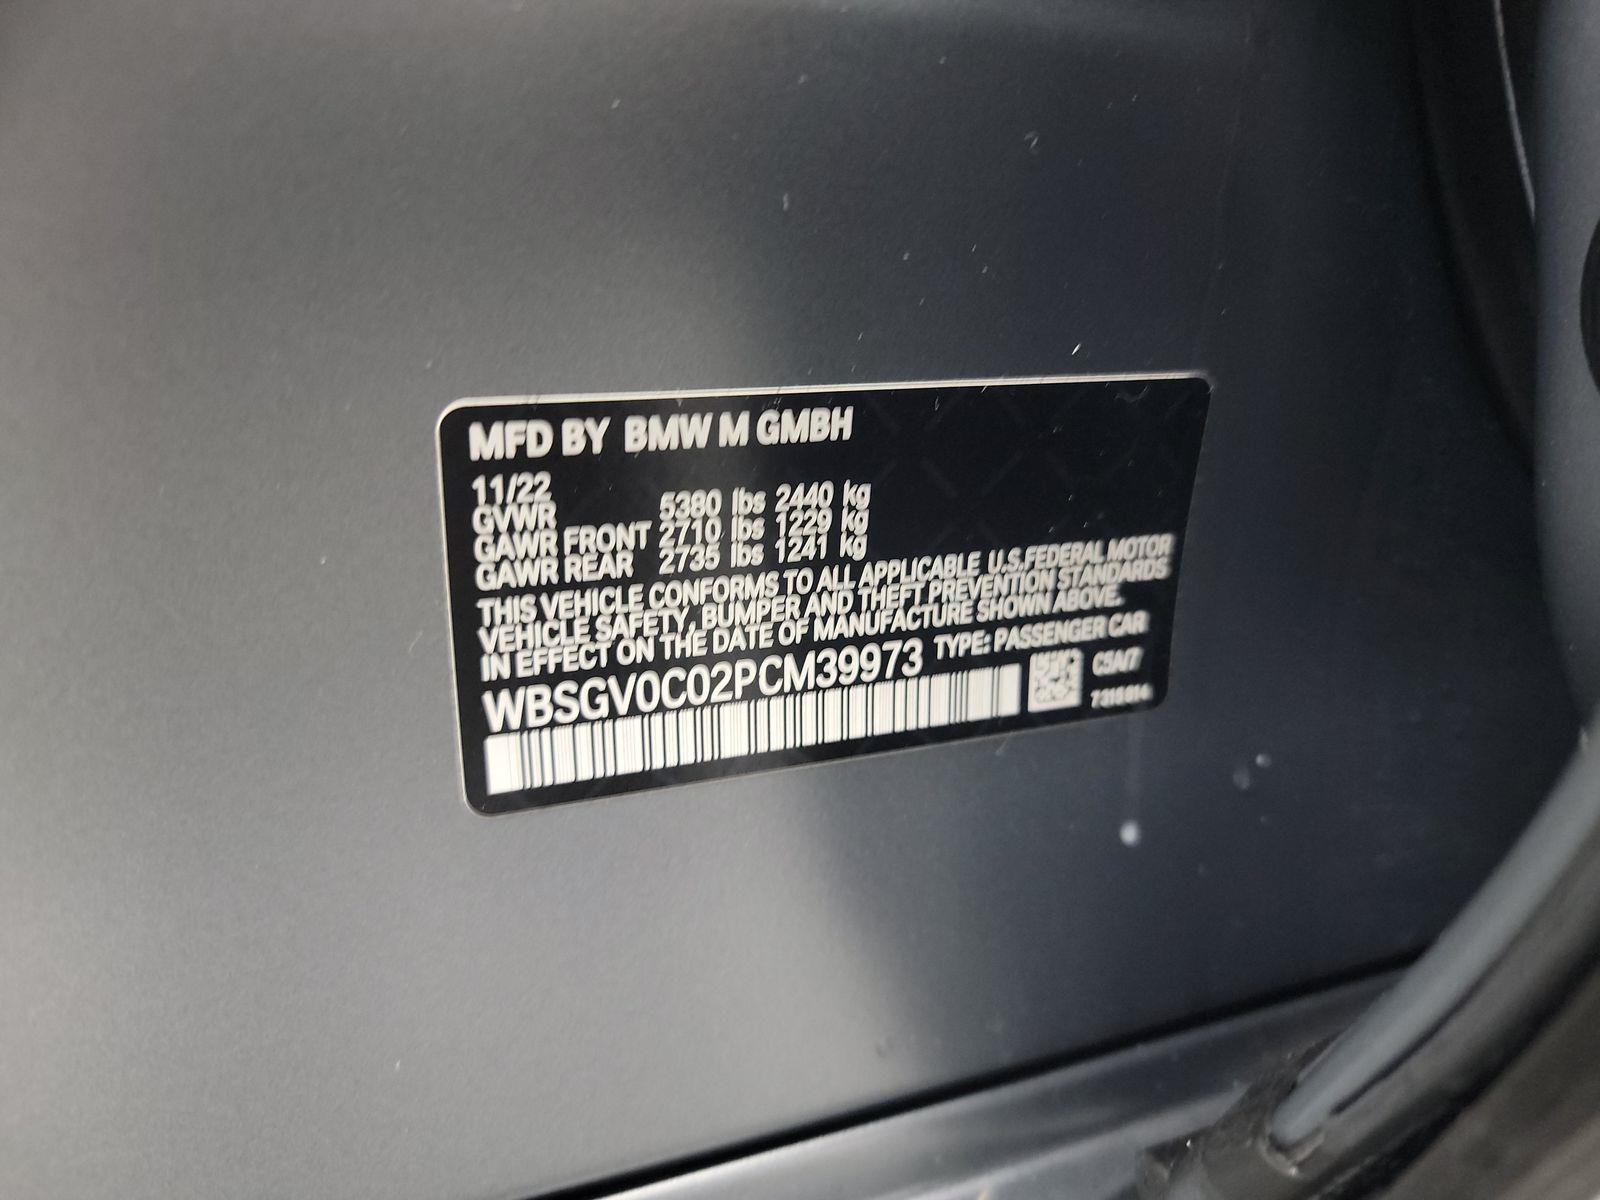 MFD BY BMW M GMBH
11/22
GVWR 5380 lbs 2440 kg
GAWR FRONT 2710 lbs 1229 kg
GAWR REAR 2735 lbs 1241 kg
THIS VEHICLE CONFORMS TO ALL APPLICABLE U.S.FEDERAL MOTOR
VEHICLE SAFETY, BUMPER AND THEFT PREVENTION STANDARDS
IN EFFECT ON THE DATE OF MANUFACTURE SHOWN ABOVE.
WBSGV0C02PCM39973 TYPE: PASSENGER CAR